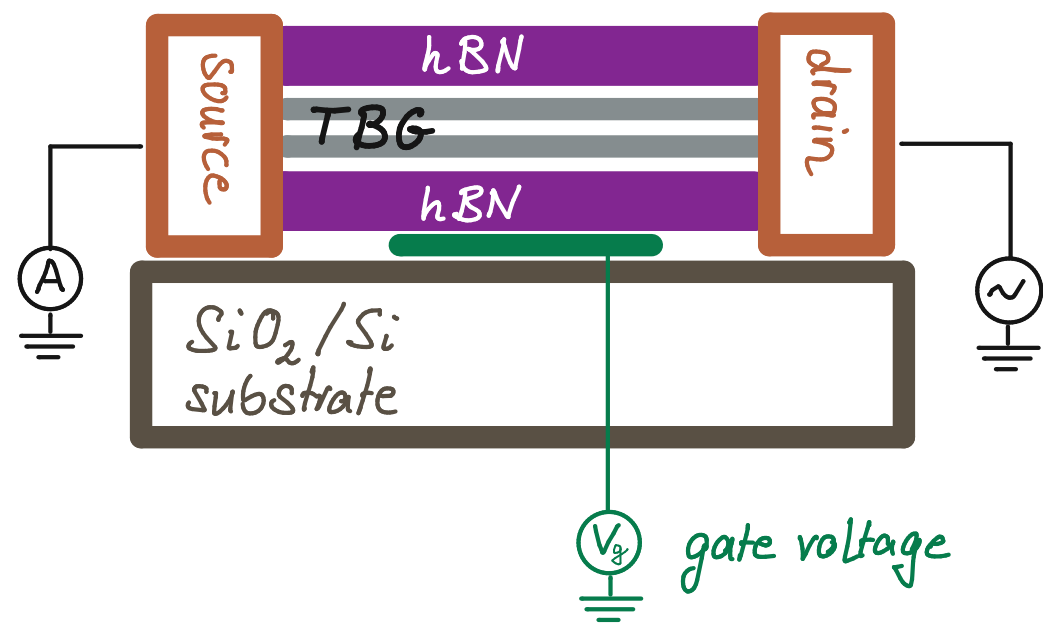 source
hBN
TBG
hBN
drain
A
SiO₂/Si
substrate
Vg
gate voltage